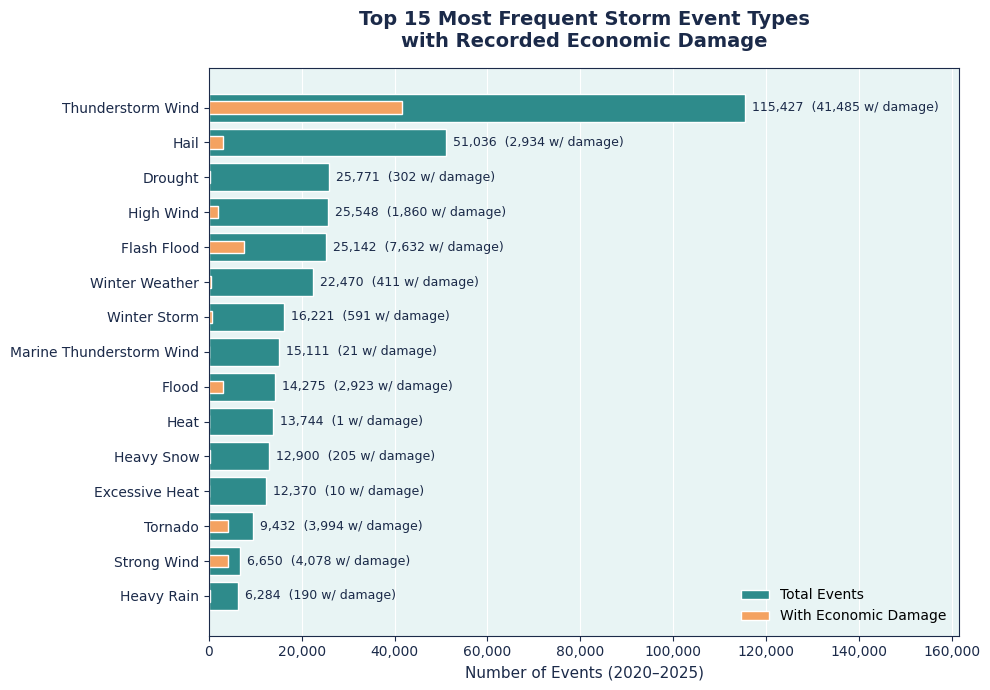 Top 15 Most Frequent Storm Event Types
with Recorded Economic Damage
Thunderstorm Wind 115,427 (41,485 w/ damage)
Hail 51,036 (2,934 w/ damage)
Drought 25,771 (302 w/ damage)
High Wind 25,548 (1,860 w/ damage)
Flash Flood 25,142 (7,632 w/ damage)
Winter Weather 22,470 (411 w/ damage)
Winter Storm 16,221 (591 w/ damage)
Marine Thunderstorm Wind 15,111 (21 w/ damage)
Flood 14,275 (2,923 w/ damage)
Heat 13,744 (1 w/ damage)
Heavy Snow 12,900 (205 w/ damage)
Excessive Heat 12,370 (10 w/ damage)
Tornado 9,432 (3,994 w/ damage)
Strong Wind 6,650 (4,078 w/ damage)
Heavy Rain 6,284 (190 w/ damage)
Total Events
With Economic Damage
0 20,000 40,000 60,000 80,000 100,000 120,000 140,000 160,000
Number of Events (2020–2025)